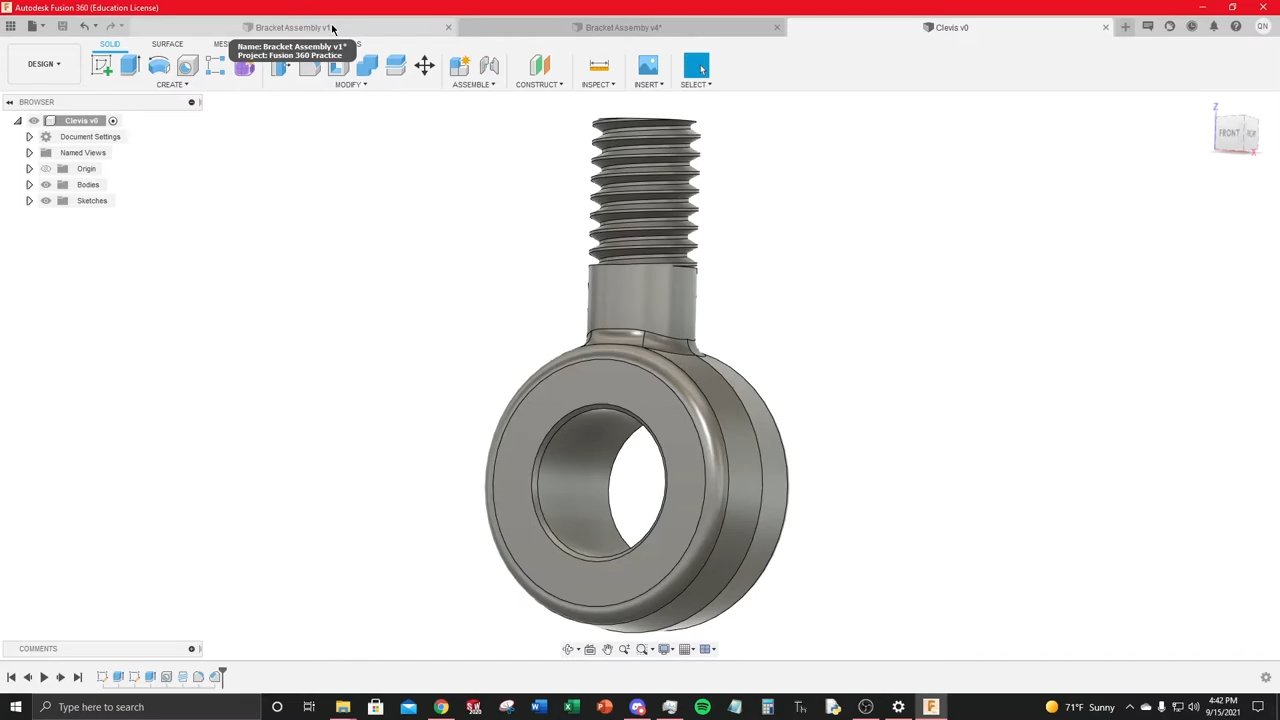 Autodesk Fusion 360 (Education License)
Bracket Assembly v1*
Bracket Assembly v4*
Clevis v0
QN
SOLID
SURFACE
Name: Bracket Assembly v1*
Project: Fusion 360 Practice
DESIGN
CREATE
MODIFY
ASSEMBLE
CONSTRUCT
INSPECT
INSERT
SELECT
BROWSER
Clevis v0
Document Settings
Named Views
Origin
Bodies
Sketches
Z
FRONT
X
COMMENTS
Type here to search
71°F Sunny
4:42 PM
9/15/2021